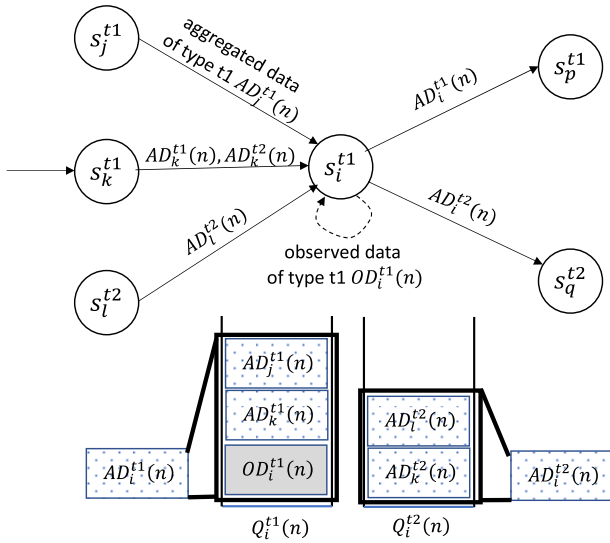 s_j^{t1}
aggregated data
of type t1 AD_j^{t1}(n)
s_p^{t1}
AD_i^{t1}(n)
s_k^{t1}
AD_k^{t1}(n), AD_k^{t2}(n)
s_i^{t1}
AD_l^{t2}(n)
AD_i^{t2}(n)
observed data
of type t1 OD_i^{t1}(n)
s_l^{t2}
s_q^{t2}
AD_j^{t1}(n)
AD_k^{t1}(n)
OD_i^{t1}(n)
AD_l^{t2}(n)
AD_k^{t2}(n)
AD_i^{t1}(n)
AD_i^{t2}(n)
Q_i^{t1}(n)
Q_i^{t2}(n)